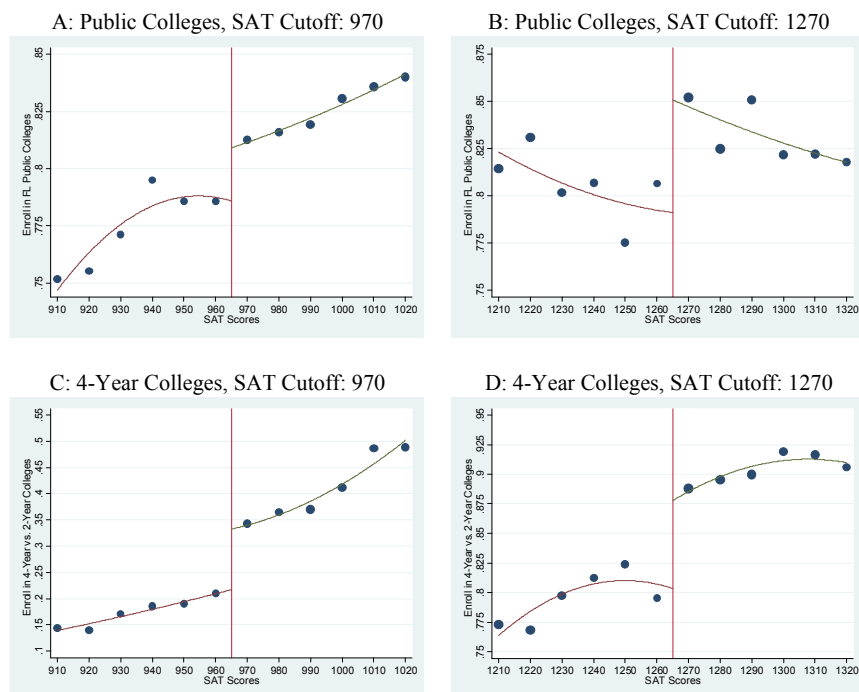 A: Public Colleges, SAT Cutoff: 970
Enroll in FL Public Colleges
.85
.825
.8
.775
.75
910 920 930 940 950 960 970 980 990 1000 1010 1020
SAT Scores
B: Public Colleges, SAT Cutoff: 1270
Enroll in FL Public Colleges
.875
.85
.825
.8
.775
.75
1210 1220 1230 1240 1250 1260 1270 1280 1290 1300 1310 1320
SAT Scores
C: 4-Year Colleges, SAT Cutoff: 970
Enroll in 4-Year vs. 2-Year Colleges
.55
.5
.45
.4
.35
.3
.25
.2
.15
.1
910 920 930 940 950 960 970 980 990 1000 1010 1020
SAT Scores
D: 4-Year Colleges, SAT Cutoff: 1270
Enroll in 4-Year vs. 2-Year Colleges
.95
.925
.9
.875
.85
.825
.8
.775
.75
1210 1220 1230 1240 1250 1260 1270 1280 1290 1300 1310 1320
SAT Scores